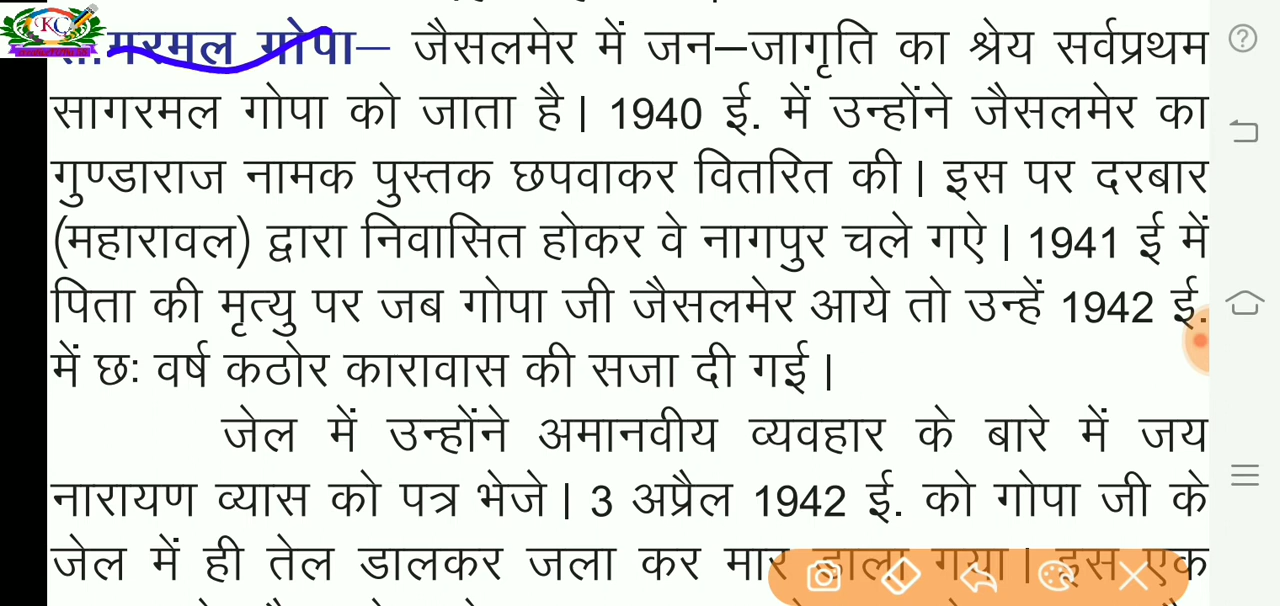 KC
सागरमल गोपा– जैसलमेर में जन–जागृति का श्रेय सर्वप्रथम
सागरमल गोपा को जाता है। 1940 ई. में उन्होंने जैसलमेर का
गुण्डाराज नामक पुस्तक छपवाकर वितरित की। इस पर दरबार
(महारावल) द्वारा निवासित होकर वे नागपुर चले गऐ। 1941 ई में
पिता की मृत्यु पर जब गोपा जी जैसलमेर आये तो उन्हें 1942 ई.
में छः वर्ष कठोर कारावास की सजा दी गई।
जेल में उन्होंने अमानवीय व्यवहार के बारे में जय
नारायण व्यास को पत्र भेजे। 3 अप्रैल 1942 ई. को गोपा जी के
जेल में ही तेल डालकर जला कर मार डाला गया। इस एक